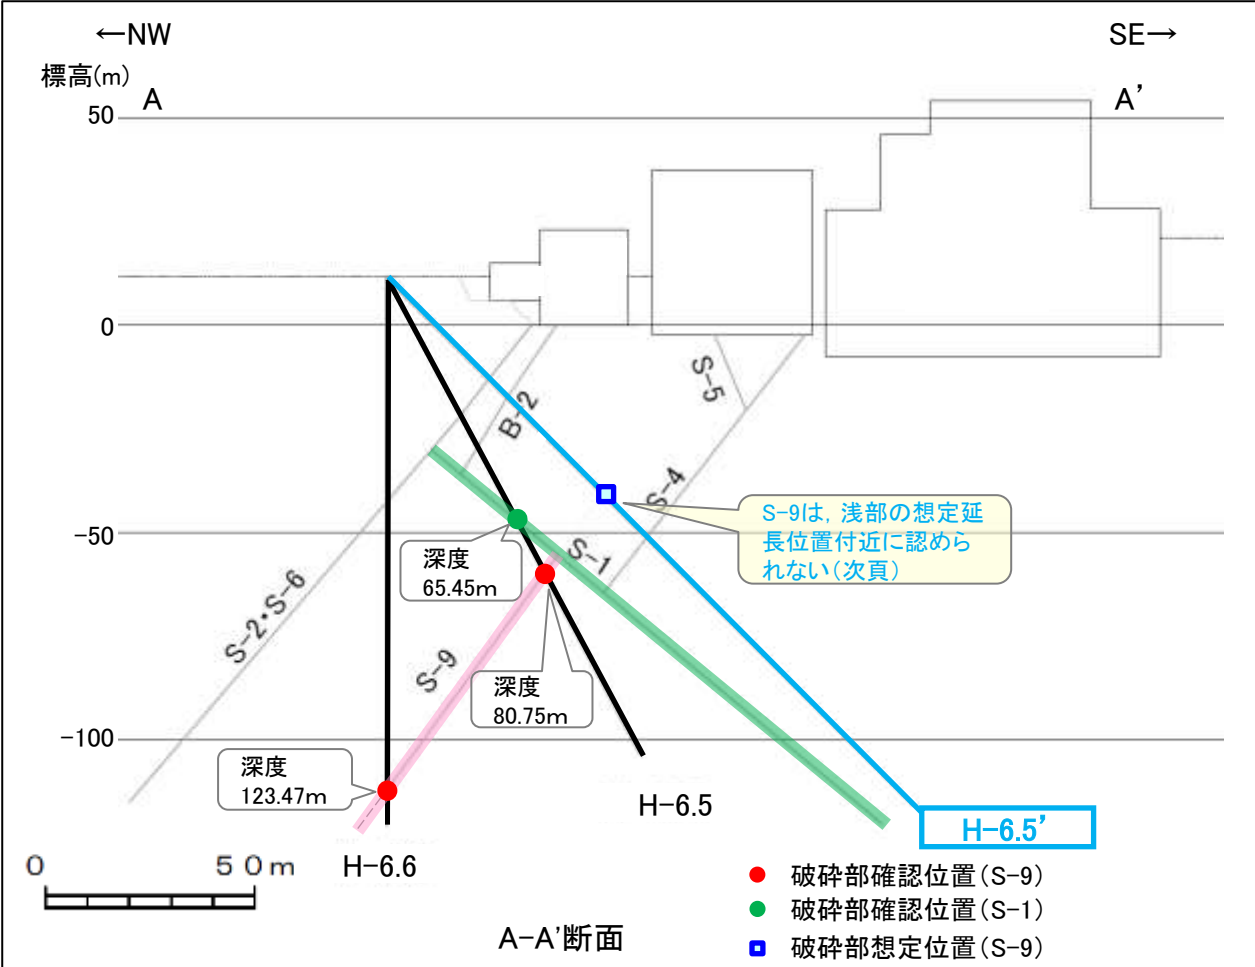 ←NW
SE→
標高(m)
A
A’
50
0
S-5
B-2
S-4
-50
S-9は，浅部の想定延
長位置付近に認めら
れない（次頁）
深度
65.45m
S-1
S-2・S-6
S-9
深度
80.75m
-100
深度
123.47m
H-6.5
H-6.5’
H-6.6
0
50m
破砕部確認位置（S-9）
破砕部確認位置（S-1）
破砕部想定位置（S-9）
A-A’断面